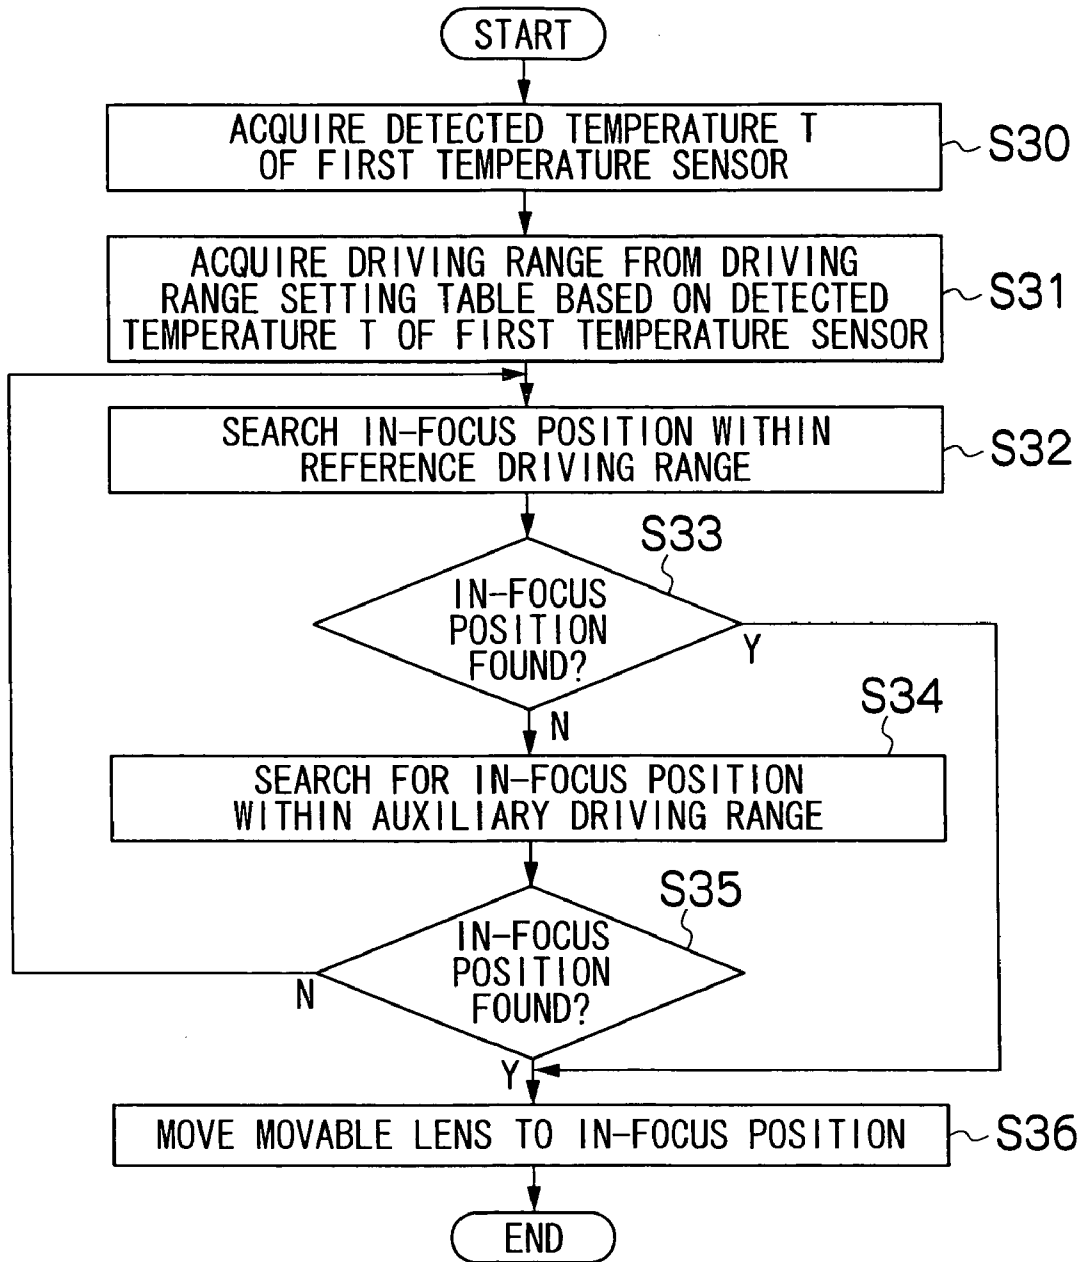 START
ACQUIRE DETECTED TEMPERATURE T
OF FIRST TEMPERATURE SENSOR
S30
ACQUIRE DRIVING RANGE FROM DRIVING
RANGE SETTING TABLE BASED ON DETECTED
TEMPERATURE T OF FIRST TEMPERATURE SENSOR
S31
SEARCH IN-FOCUS POSITION WITHIN
REFERENCE DRIVING RANGE
S32
S33
IN-FOCUS
POSITION
FOUND?
Y
N
S34
SEARCH FOR IN-FOCUS POSITION
WITHIN AUXILIARY DRIVING RANGE
S35
IN-FOCUS
POSITION
FOUND?
N
Y
MOVE MOVABLE LENS TO IN-FOCUS POSITION
S36
END